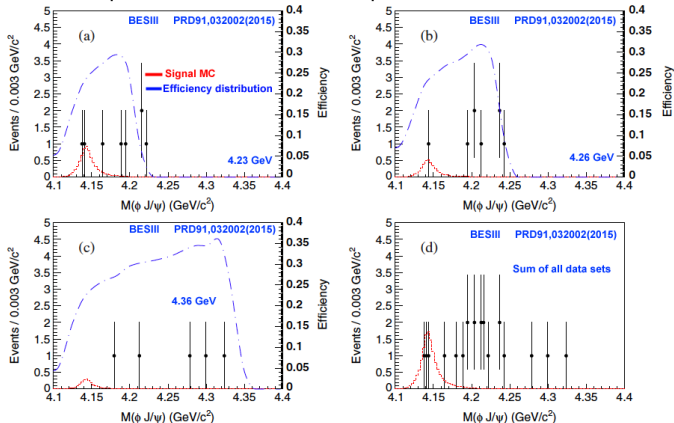 BESIII PRD91,032002(2015)
(a)
Signal MC
Efficiency distribution
4.23 GeV
Events / 0.003 GeV/c²
5
4.5
4
3.5
3
2.5
2
1.5
1
0.5
0
0.4
0.35
0.3
0.25
0.2
0.15
0.1
0.05
0
Efficiency
4.1 4.15 4.2 4.25 4.3 4.35 4.4
M(ϕ J/ψ) (GeV/c²)
BESIII PRD91,032002(2015)
(b)
4.26 GeV
Events / 0.003 GeV/c²
5
4.5
4
3.5
3
2.5
2
1.5
1
0.5
0
0.4
0.35
0.3
0.25
0.2
0.15
0.1
0.05
0
Efficiency
4.1 4.15 4.2 4.25 4.3 4.35 4.4
M(ϕ J/ψ) (GeV/c²)
BESIII PRD91,032002(2015)
(c)
4.36 GeV
Events / 0.003 GeV/c²
5
4.5
4
3.5
3
2.5
2
1.5
1
0.5
0
0.4
0.35
0.3
0.25
0.2
0.15
0.1
0.05
0
Efficiency
4.1 4.15 4.2 4.25 4.3 4.35 4.4
M(ϕ J/ψ) (GeV/c²)
BESIII PRD91,032002(2015)
(d)
Sum of all data sets
Events / 0.003 GeV/c²
5
4.5
4
3.5
3
2.5
2
1.5
1
0.5
0
4.1 4.15 4.2 4.25 4.3 4.35 4.4
M(ϕ J/ψ) (GeV/c²)